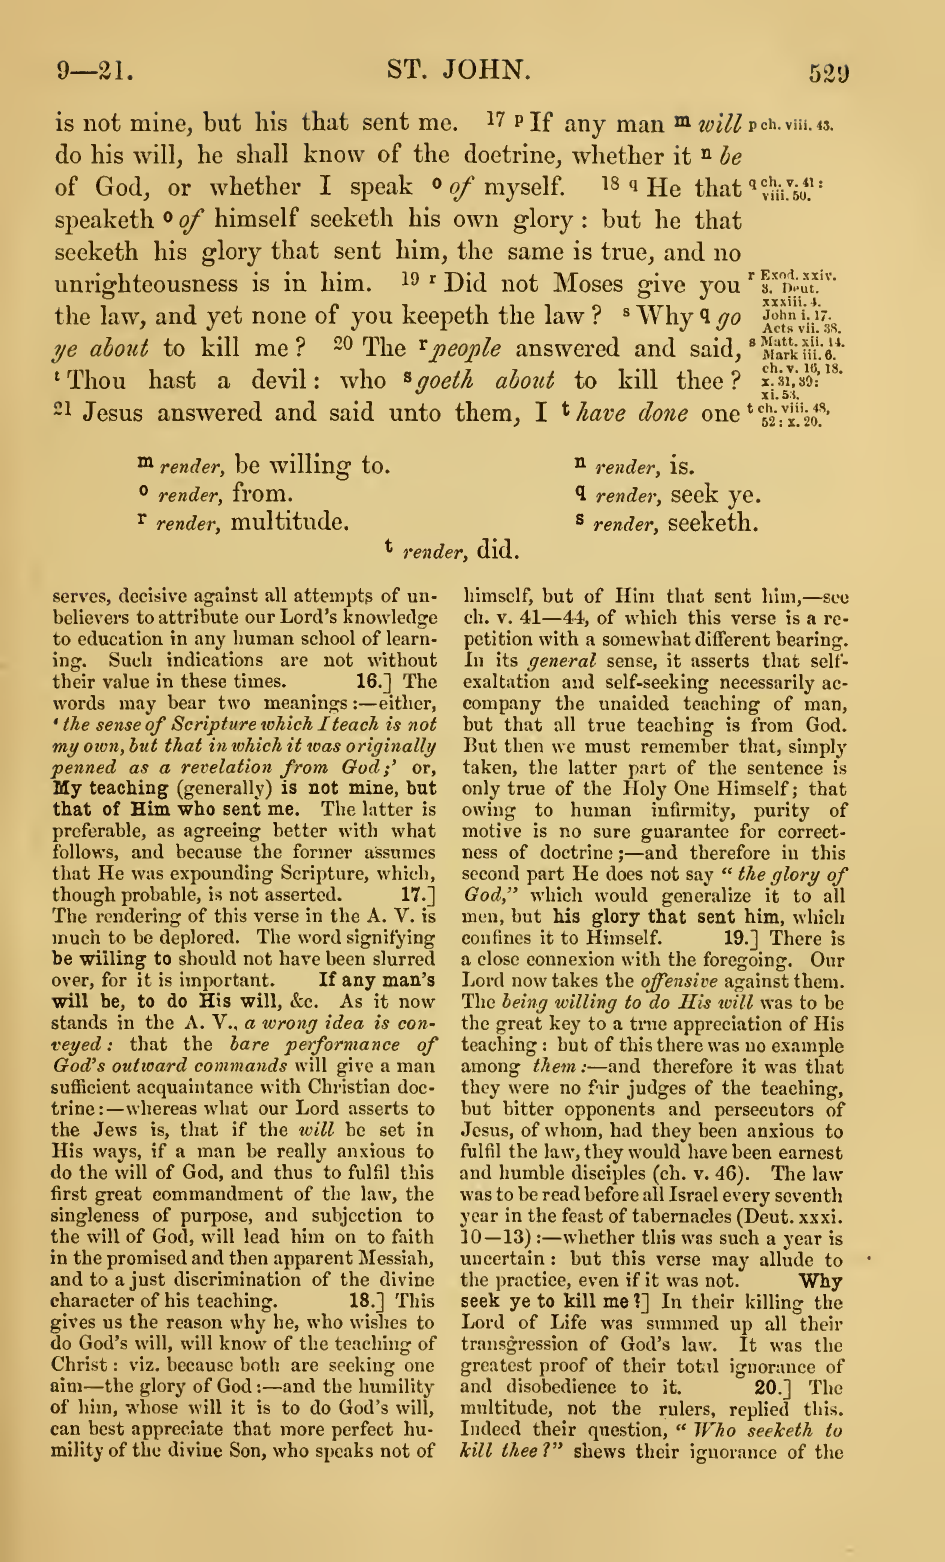 9—21.
ST. JOHN.
529
is not mine, but his that sent me. 17 p If any man m will
do his will, he shall know of the doctrine, whether it n be
of God, or whether I speak o of myself. 18 q He that
speaketh o of himself seeketh his own glory : but he that
seeketh his glory that sent him, the same is true, and no
unrighteousness is in him. 19 r Did not Moses give you
the law, and yet none of you keepeth the law ? s Why q go
ye about to kill me ? 20 The r people answered and said,
t Thou hast a devil : who s goeth about to kill thee ?
21 Jesus answered and said unto them, I t have done one
p ch. viii. 43.
q ch. v. 41 :
viii. 50.
r Exod. xxiv.
3. Deut.
xxxiii. 4.
John i. 17.
Acts vii. 38.
s Matt. xii. 14.
Mark iii. 6.
ch. v. 16, 18.
x. 31, 39:
xi. 53.
t ch. viii. 48,
52 : x. 20.
m render, be willing to.
n render, is.
o render, from.
q render, seek ye.
r render, multitude.
s render, seeketh.
t render, did.
serves, decisive against all attempts of un-
believers to attribute our Lord's knowledge
to education in any human school of learn-
ing. Such indications are not without
their value in these times. 16.] The
words may bear two meanings :—either,
‘ the sense of Scripture which I teach is not
my own, but that in which it was originally
penned as a revelation from God ;’ or,
My teaching (generally) is not mine, but
that of Him who sent me. The latter is
preferable, as agreeing better with what
follows, and because the former assumes
that He was expounding Scripture, which,
though probable, is not asserted. 17.]
The rendering of this verse in the A. V. is
much to be deplored. The word signifying
be willing to should not have been slurred
over, for it is important. If any man's
will be, to do His will, &c. As it now
stands in the A. V., a wrong idea is con-
veyed : that the bare performance of
God's outward commands will give a man
sufficient acquaintance with Christian doc-
trine :—whereas what our Lord asserts to
the Jews is, that if the will be set in
His ways, if a man be really anxious to
do the will of God, and thus to fulfil this
first great commandment of the law, the
singleness of purpose, and subjection to
the will of God, will lead him on to faith
in the promised and then apparent Messiah,
and to a just discrimination of the divine
character of his teaching. 18.] This
gives us the reason why he, who wishes to
do God's will, will know of the teaching of
Christ : viz. because both are seeking one
aim—the glory of God :—and the humility
of him, whose will it is to do God's will,
can best appreciate that more perfect hu-
mility of the divine Son, who speaks not of
himself, but of Him that sent him,—see
ch. v. 41—44, of which this verse is a re-
petition with a somewhat different bearing.
In its general sense, it asserts that self-
exaltation and self-seeking necessarily ac-
company the unaided teaching of man,
but that all true teaching is from God.
But then we must remember that, simply
taken, the latter part of the sentence is
only true of the Holy One Himself ; that
owing to human infirmity, purity of
motive is no sure guarantee for correct-
ness of doctrine ;—and therefore in this
second part He does not say “ the glory of
God,” which would generalize it to all
men, but his glory that sent him, which
confines it to Himself. 19.] There is
a close connexion with the foregoing. Our
Lord now takes the offensive against them.
The being willing to do His will was to be
the great key to a true appreciation of His
teaching : but of this there was no example
among them :—and therefore it was that
they were no fair judges of the teaching,
but bitter opponents and persecutors of
Jesus, of whom, had they been anxious to
fulfil the law, they would have been earnest
and humble disciples (ch. v. 46). The law
was to be read before all Israel every seventh
year in the feast of tabernacles (Deut. xxxi.
10—13) :—whether this was such a year is
uncertain : but this verse may allude to
the practice, even if it was not. Why
seek ye to kill me ?] In their killing the
Lord of Life was summed up all their
transgression of God's law. It was the
greatest proof of their total ignorance of
and disobedience to it. 20.] The
multitude, not the rulers, replied this.
Indeed their question, “ Who seeketh to
kill thee ?” shews their ignorance of the